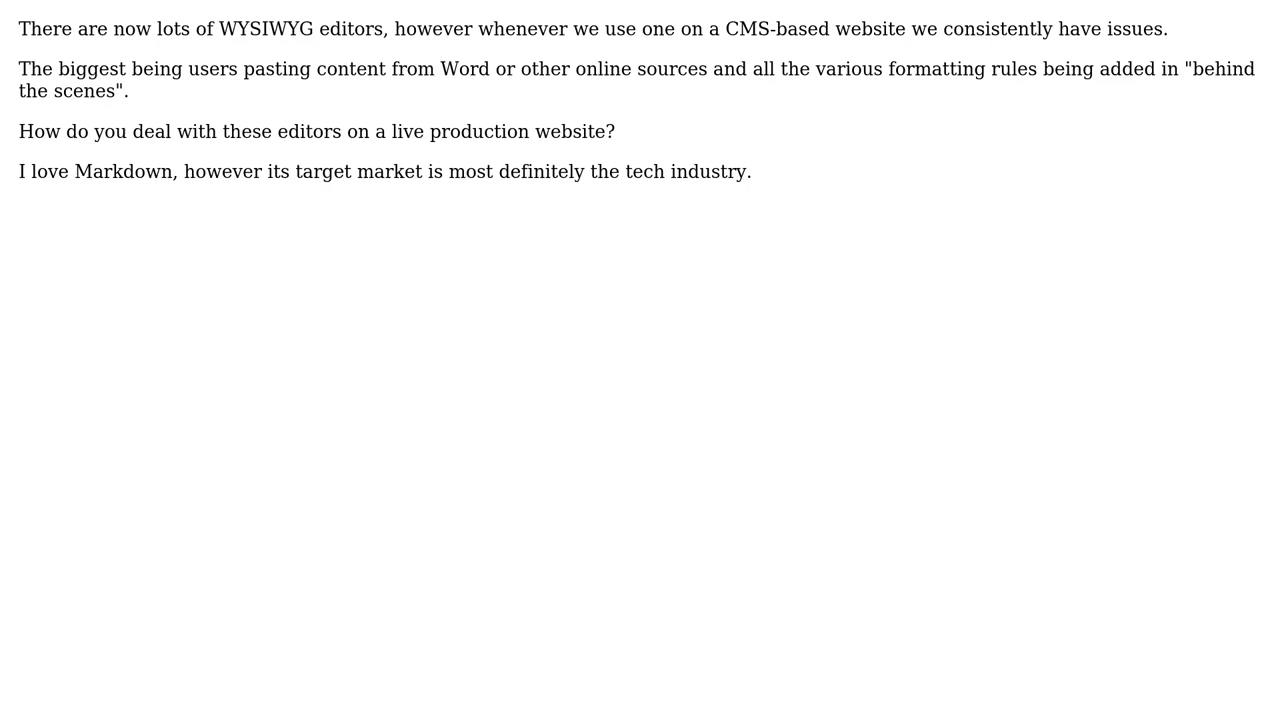 There are now lots of WYSIWYG editors, however whenever we use one on a CMS-based website we consistently have issues.
The biggest being users pasting content from Word or other online sources and all the various formatting rules being added in "behind
the scenes".
How do you deal with these editors on a live production website?
I love Markdown, however its target market is most definitely the tech industry.